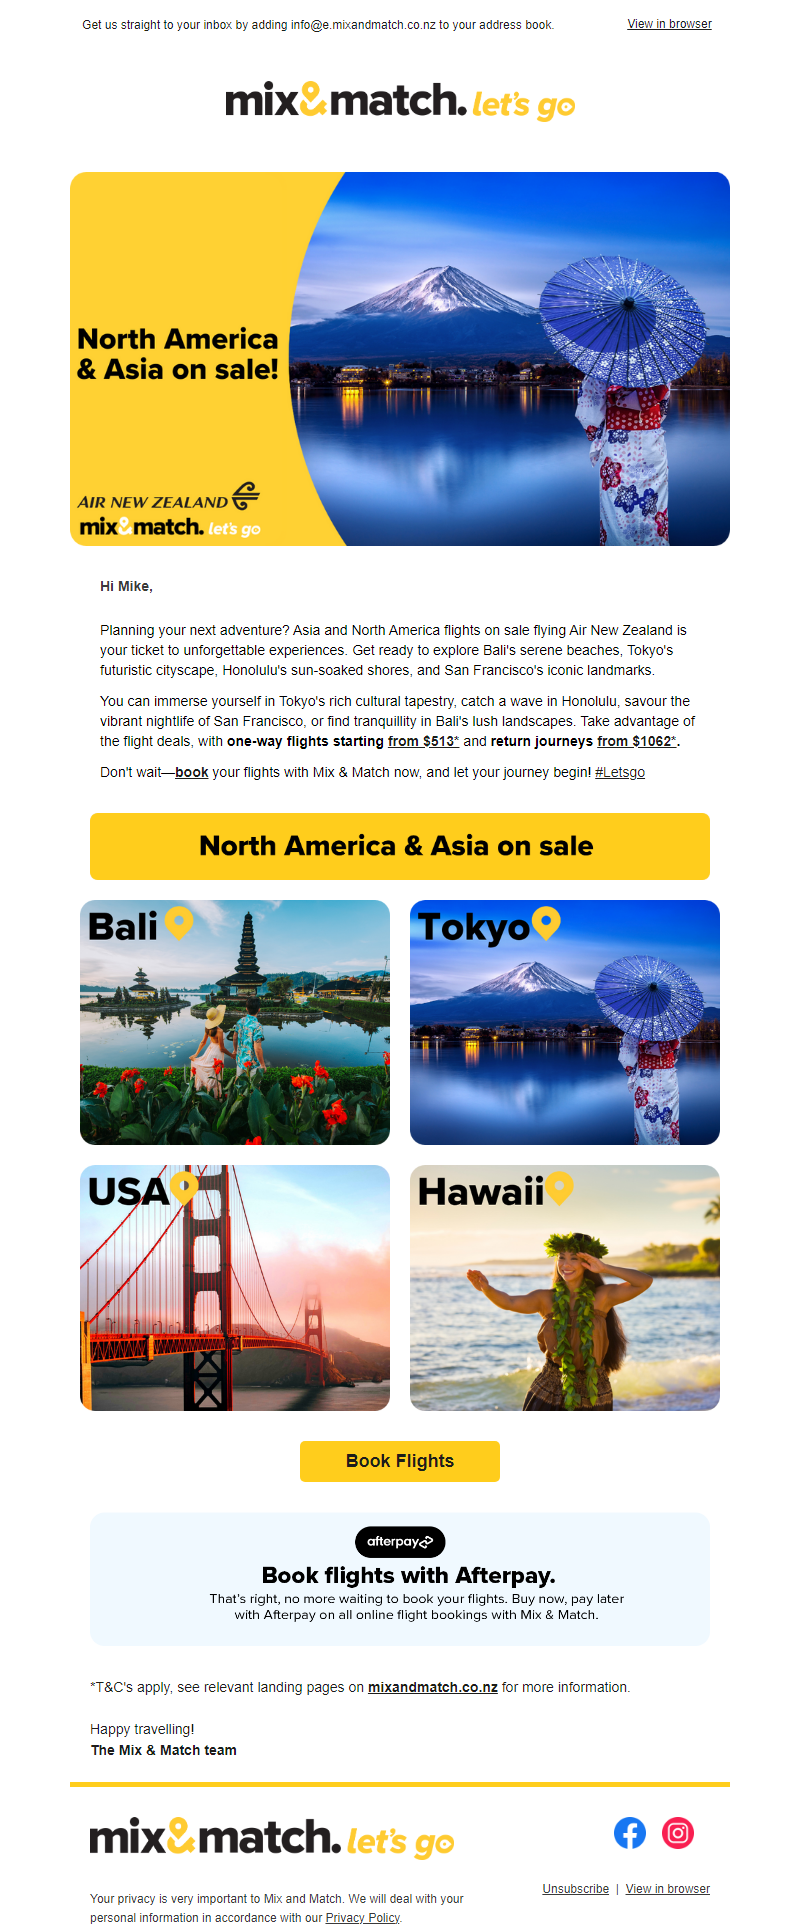 Get us straight to your inbox by adding info@e.mixandmatch.co.nz to your address book.
View in browser
mix&match. let's go
North America
& Asia on sale!
AIR NEW ZEALAND
mix&match. let's go
Hi Mike,
Planning your next adventure? Asia and North America flights on sale flying Air New Zealand is
your ticket to unforgettable experiences. Get ready to explore Bali's serene beaches, Tokyo's
futuristic cityscape, Honolulu's sun-soaked shores, and San Francisco's iconic landmarks.
You can immerse yourself in Tokyo's rich cultural tapestry, catch a wave in Honolulu, savour the
vibrant nightlife of San Francisco, or find tranquillity in Bali's lush landscapes. Take advantage of
the flight deals, with one-way flights starting from $513* and return journeys from $1062*.
Don't wait—book your flights with Mix & Match now, and let your journey begin! #Letsgo
North America & Asia on sale
Bali
Tokyo
USA
Hawaii
Book Flights
afterpay
Book flights with Afterpay.
That's right, no more waiting to book your flights. Buy now, pay later
with Afterpay on all online flight bookings with Mix & Match.
*T&C's apply, see relevant landing pages on mixandmatch.co.nz for more information.
Happy travelling!
The Mix & Match team
mix&match. let's go
Unsubscribe | View in browser
Your privacy is very important to Mix and Match. We will deal with your
personal information in accordance with our Privacy Policy.